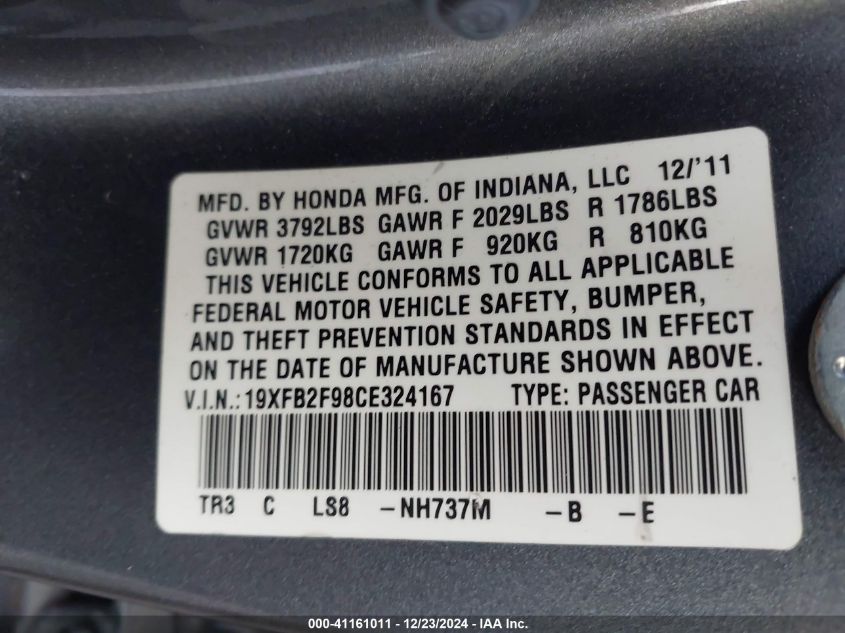 MFD. BY HONDA MFG. OF INDIANA, LLC 12/'11
GVWR 3792LBS GAWR F 2029LBS R 1786LBS
GVWR 1720KG GAWR F 920KG R 810KG
THIS VEHICLE CONFORMS TO ALL APPLICABLE
FEDERAL MOTOR VEHICLE SAFETY, BUMPER,
AND THEFT PREVENTION STANDARDS IN EFFECT
ON THE DATE OF MANUFACTURE SHOWN ABOVE.
V.I.N.: 19XFB2F98CE324167 TYPE: PASSENGER CAR
TR3 C LS8 -NH737M -B -E
000-41161011 - 12/23/2024 - IAA Inc.